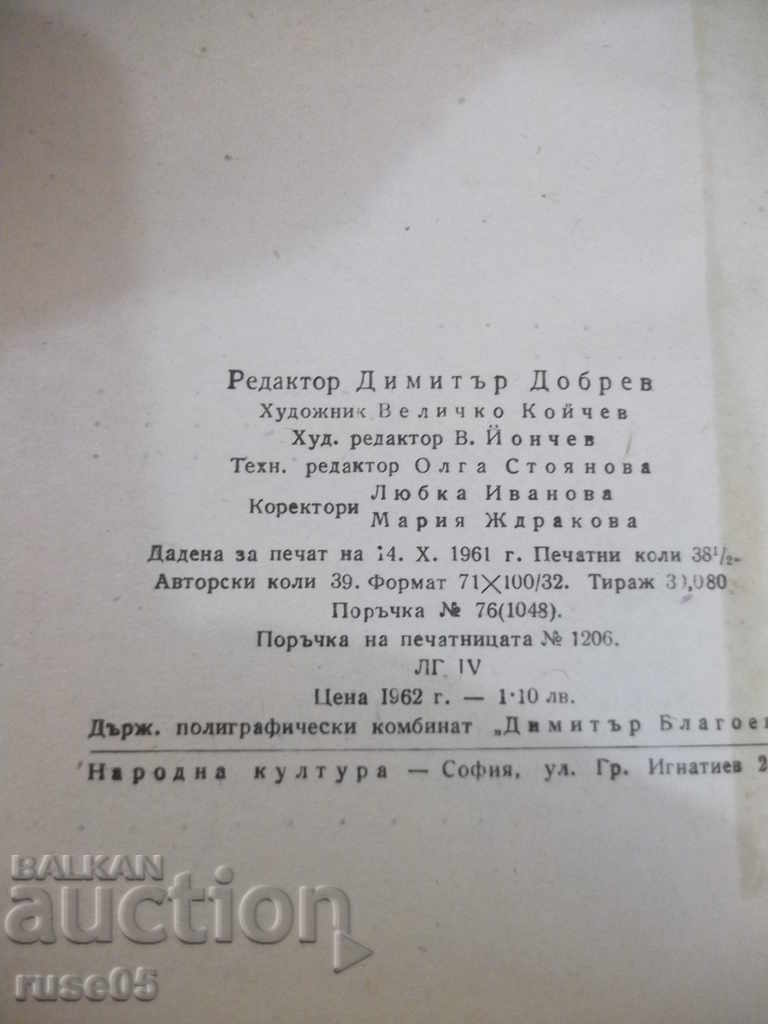 Редактор Димитър Добрев
Художник Величко Койчев
Худ. редактор В. Йончев
Техн. редактор Олга Стоянова
Коректори Любка Иванова
Мария Ждракова
Дадена за печат на 14. X. 1961 г. Печатни коли 38¹/₂.
Авторски коли 39. Формат 71×100/32. Тираж
Поръчка № 76(1048).
Поръчка на печатницата № 1206.
ЛГ IV
Цена 1962 г. — 1·10 лв.
Държ. полиграфически комбинат „Димитър Благоев
Народна култура — София, ул. Гр. Игнатиев 2
BALKAN
auction
ruse05